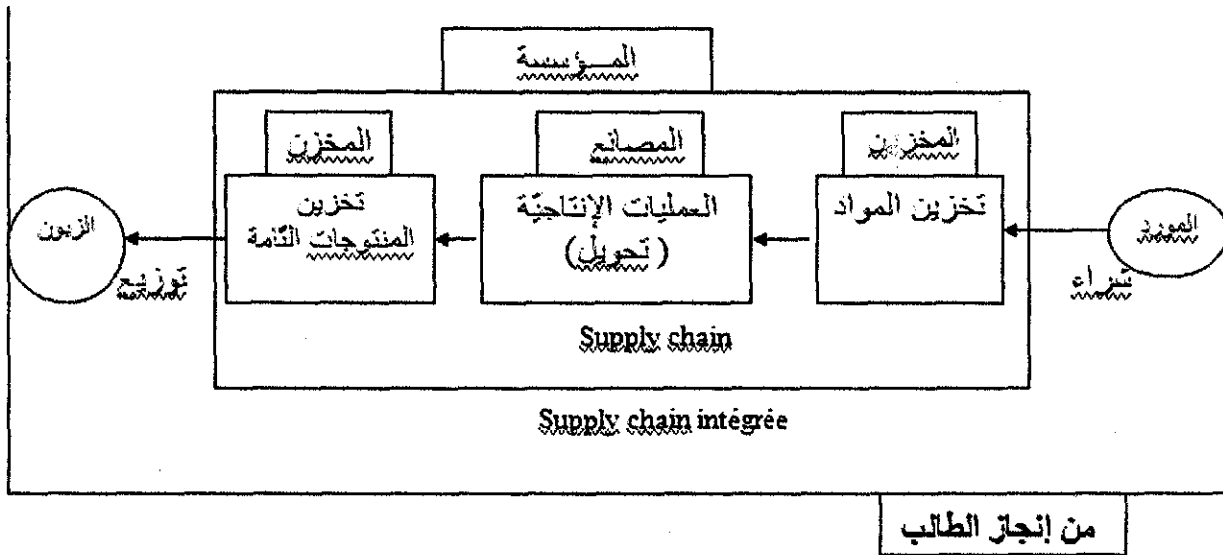 المــؤسسة
المخزن
المصانع
المخزن
تخزين المواد
العمليات الإنتاجيّة
( تحويل)
تخزين
المنتوجات التّامة
المورد
الزبون
شراء
توزيع
Supply chain
Supply chain intégrée
من إنجاز الطالب